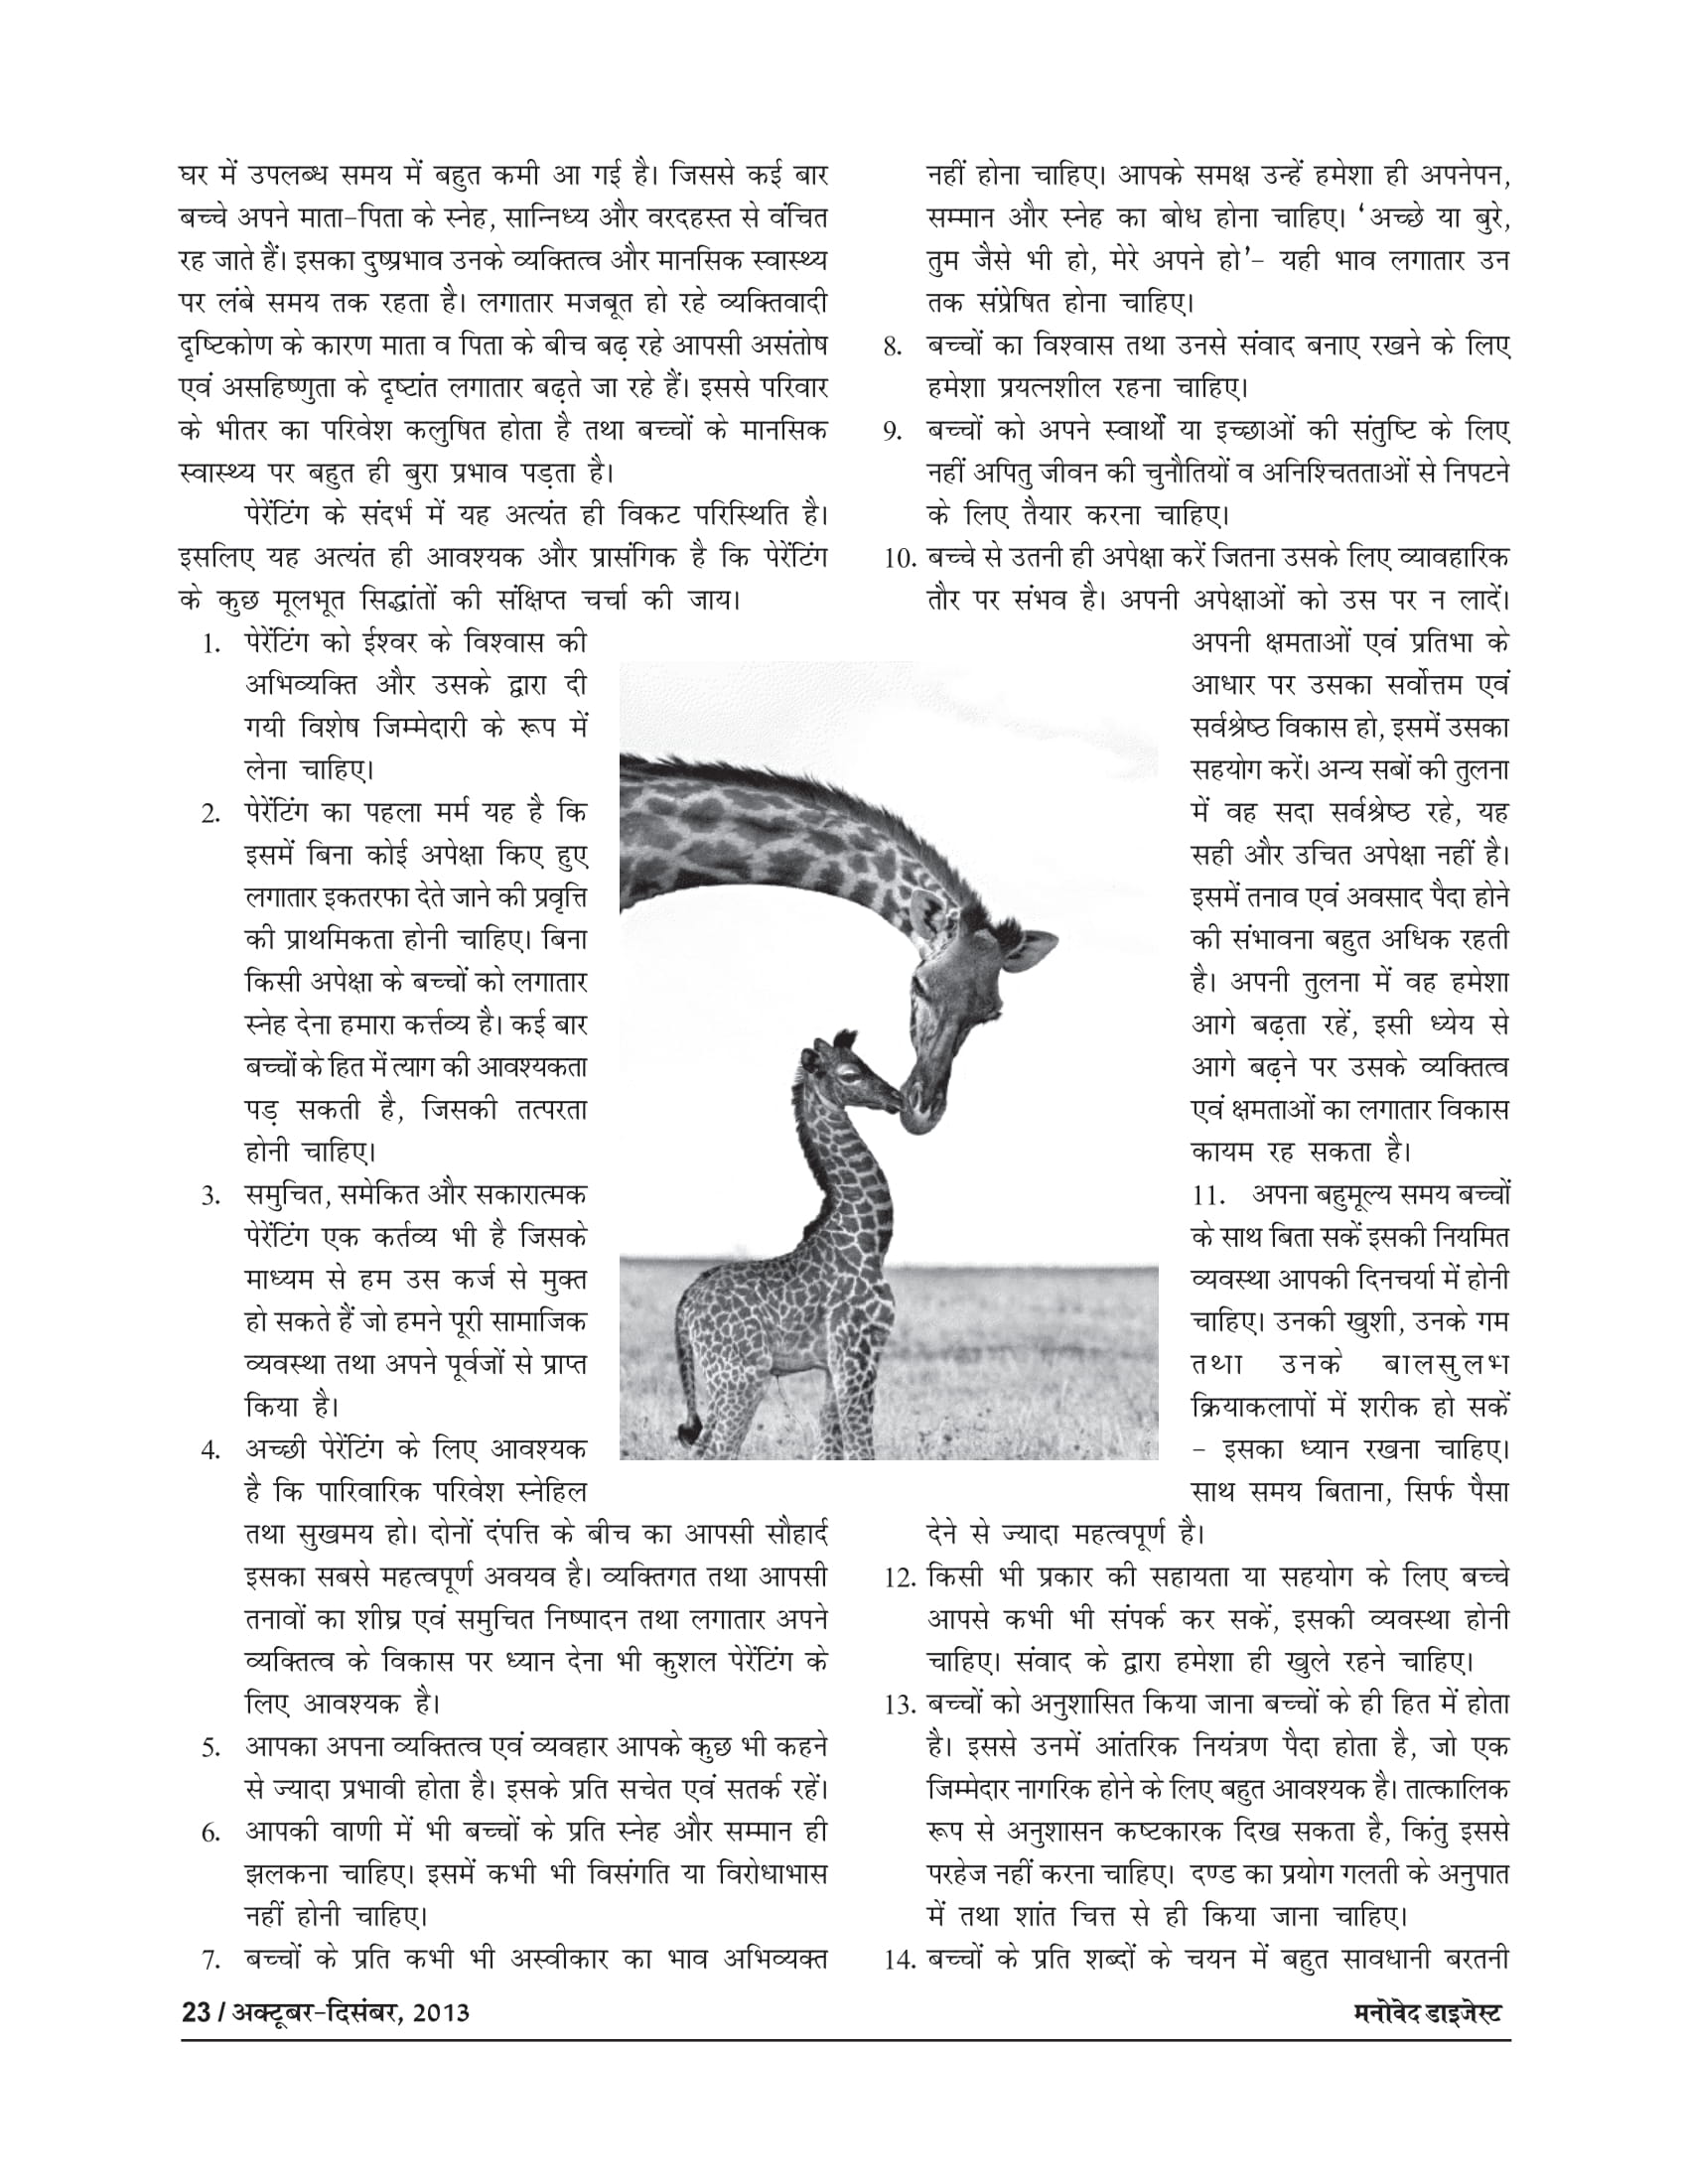 घर में उपलब्ध समय में बहुत कमी आ गई है। जिससे कई बार
बच्चे अपने माता-पिता के स्नेह, सान्निध्य और वरदहस्त से वंचित
रह जाते हैं। इसका दुष्प्रभाव उनके व्यक्तित्व और मानसिक स्वास्थ्य
पर लंबे समय तक रहता है। लगातार मजबूत हो रहे व्यक्तिवादी
दृष्टिकोण के कारण माता व पिता के बीच बढ़ रहे आपसी असंतोष
एवं असहिष्णुता के दृष्टांत लगातार बढ़ते जा रहे हैं। इससे परिवार
के भीतर का परिवेश कलुषित होता है तथा बच्चों के मानसिक
स्वास्थ्य पर बहुत ही बुरा प्रभाव पड़ता है।
पेरेंटिंग के संदर्भ में यह अत्यंत ही विकट परिस्थिति है।
इसलिए यह अत्यंत ही आवश्यक और प्रासंगिक है कि पेरेंटिंग
के कुछ मूलभूत सिद्धांतों की संक्षिप्त चर्चा की जाय।
1. पेरेंटिंग को ईश्वर के विश्वास की
अभिव्यक्ति और उसके द्वारा दी
गयी विशेष जिम्मेदारी के रूप में
लेना चाहिए।
2. पेरेंटिंग का पहला मर्म यह है कि
इसमें बिना कोई अपेक्षा किए हुए
लगातार इकतरफा देते जाने की प्रवृत्ति
की प्राथमिकता होनी चाहिए। बिना
किसी अपेक्षा के बच्चों को लगातार
स्नेह देना हमारा कर्त्तव्य है। कई बार
बच्चों के हित में त्याग की आवश्यकता
पड़ सकती है, जिसकी तत्परता
होनी चाहिए।
3. समुचित, समेकित और सकारात्मक
पेरेंटिंग एक कर्तव्य भी है जिसके
माध्यम से हम उस कर्ज से मुक्त
हो सकते हैं जो हमने पूरी सामाजिक
व्यवस्था तथा अपने पूर्वजों से प्राप्त
किया है।
4. अच्छी पेरेंटिंग के लिए आवश्यक
है कि पारिवारिक परिवेश स्नेहिल
तथा सुखमय हो। दोनों दंपत्ति के बीच का आपसी सौहार्द
इसका सबसे महत्वपूर्ण अवयव है। व्यक्तिगत तथा आपसी
तनावों का शीघ्र एवं समुचित निष्पादन तथा लगातार अपने
व्यक्तित्व के विकास पर ध्यान देना भी कुशल पेरेंटिंग के
लिए आवश्यक है।
5. आपका अपना व्यक्तित्व एवं व्यवहार आपके कुछ भी कहने
से ज्यादा प्रभावी होता है। इसके प्रति सचेत एवं सतर्क रहें।
6. आपकी वाणी में भी बच्चों के प्रति स्नेह और सम्मान ही
झलकना चाहिए। इसमें कभी भी विसंगति या विरोधाभास
नहीं होनी चाहिए।
7. बच्चों के प्रति कभी भी अस्वीकार का भाव अभिव्यक्त
नहीं होना चाहिए। आपके समक्ष उन्हें हमेशा ही अपनेपन,
सम्मान और स्नेह का बोध होना चाहिए। ‘अच्छे या बुरे,
तुम जैसे भी हो, मेरे अपने हो’- यही भाव लगातार उन
तक संप्रेषित होना चाहिए।
8. बच्चों का विश्वास तथा उनसे संवाद बनाए रखने के लिए
हमेशा प्रयत्नशील रहना चाहिए।
9. बच्चों को अपने स्वार्थों या इच्छाओं की संतुष्टि के लिए
नहीं अपितु जीवन की चुनौतियों व अनिश्चितताओं से निपटने
के लिए तैयार करना चाहिए।
10. बच्चे से उतनी ही अपेक्षा करें जितना उसके लिए व्यावहारिक
तौर पर संभव है। अपनी अपेक्षाओं को उस पर न लादें।
अपनी क्षमताओं एवं प्रतिभा के
आधार पर उसका सर्वोत्तम एवं
सर्वश्रेष्ठ विकास हो, इसमें उसका
सहयोग करें। अन्य सबों की तुलना
में वह सदा सर्वश्रेष्ठ रहे, यह
सही और उचित अपेक्षा नहीं है।
इसमें तनाव एवं अवसाद पैदा होने
की संभावना बहुत अधिक रहती
है। अपनी तुलना में वह हमेशा
आगे बढ़ता रहें, इसी ध्येय से
आगे बढ़ने पर उसके व्यक्तित्व
एवं क्षमताओं का लगातार विकास
कायम रह सकता है।
11. अपना बहुमूल्य समय बच्चों
के साथ बिता सकें इसकी नियमित
व्यवस्था आपकी दिनचर्या में होनी
चाहिए। उनकी खुशी, उनके गम
तथा उनके बालसुलभ
क्रियाकलापों में शरीक हो सकें
- इसका ध्यान रखना चाहिए।
साथ समय बिताना, सिर्फ पैसा
देने से ज्यादा महत्वपूर्ण है।
12. किसी भी प्रकार की सहायता या सहयोग के लिए बच्चे
आपसे कभी भी संपर्क कर सकें, इसकी व्यवस्था होनी
चाहिए। संवाद के द्वारा हमेशा ही खुले रहने चाहिए।
13. बच्चों को अनुशासित किया जाना बच्चों के ही हित में होता
है। इससे उनमें आंतरिक नियंत्रण पैदा होता है, जो एक
जिम्मेदार नागरिक होने के लिए बहुत आवश्यक है। तात्कालिक
रूप से अनुशासन कष्टकारक दिख सकता है, किंतु इससे
परहेज नहीं करना चाहिए। दण्ड का प्रयोग गलती के अनुपात
में तथा शांत चित्त से ही किया जाना चाहिए।
14. बच्चों के प्रति शब्दों के चयन में बहुत सावधानी बरतनी
23 / अक्टूबर-दिसंबर, 2013
मनोवेद डाइजेस्ट